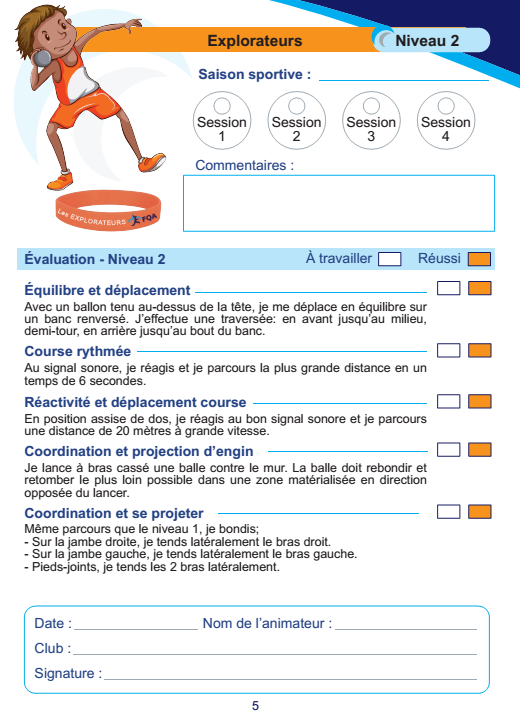 Explorateurs
Niveau 2
Saison sportive :
Session
1
Session
2
Session
3
Session
4
Commentaires :
Les EXPLORATEURS FQA
Évaluation - Niveau 2
À travailler
Réussi
Équilibre et déplacement
Avec un ballon tenu au-dessus de la tête, je me déplace en équilibre sur
un banc renversé. J'effectue une traversée: en avant jusqu'au milieu,
demi-tour, en arrière jusqu'au bout du banc.
Course rythmée
Au signal sonore, je réagis et je parcours la plus grande distance en un
temps de 6 secondes.
Réactivité et déplacement course
En position assise de dos, je réagis au bon signal sonore et je parcours
une distance de 20 mètres à grande vitesse.
Coordination et projection d'engin
Je lance à bras cassé une balle contre le mur. La balle doit rebondir et
retomber le plus loin possible dans une zone matérialisée en direction
opposée du lancer.
Coordination et se projeter
Même parcours que le niveau 1, je bondis;
- Sur la jambe droite, je tends latéralement le bras droit.
- Sur la jambe gauche, je tends latéralement le bras gauche.
- Pieds-joints, je tends les 2 bras latéralement.
Date :
Nom de l'animateur :
Club :
Signature :
5